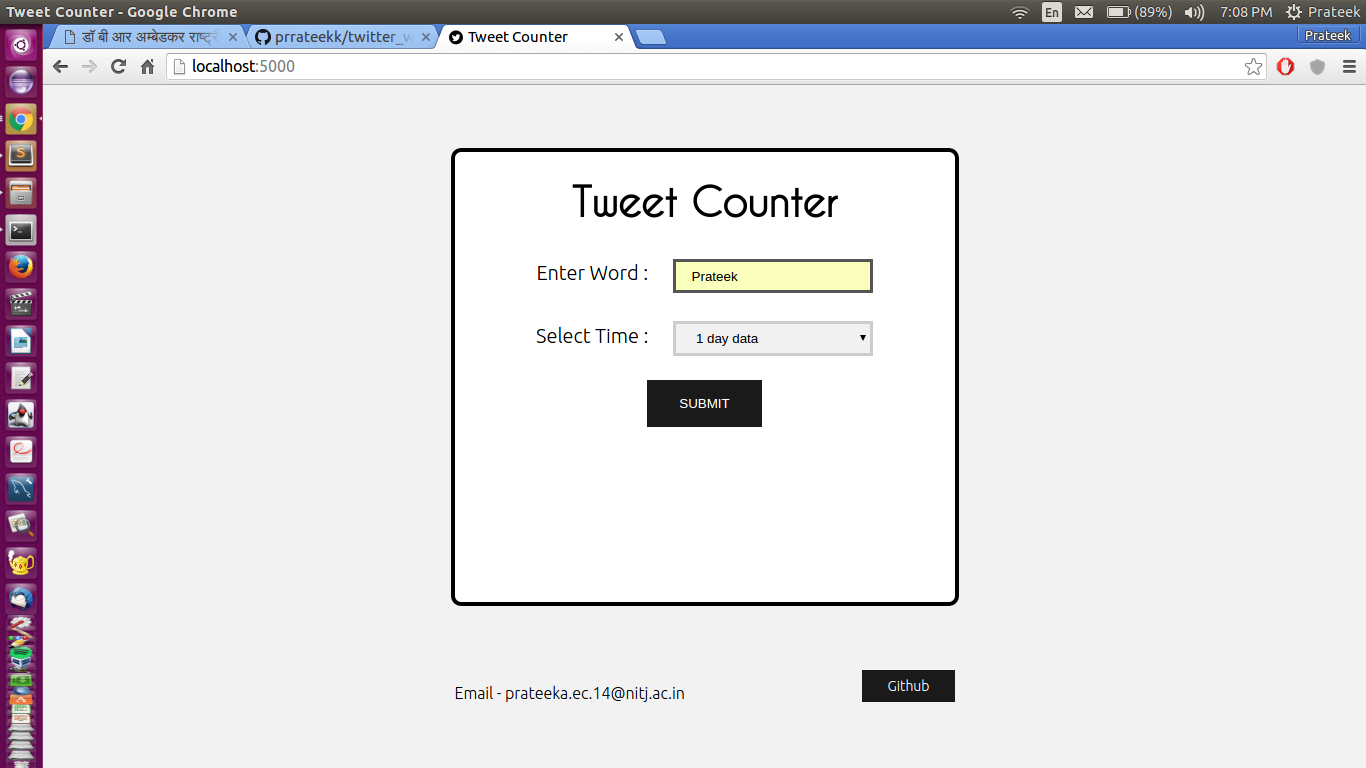 Tweet Counter - Google Chrome
En
(89%)
7:08 PM
Prateek
डॉ बी आर अम्बेडकर
prrateekk/twitter_w
Tweet Counter
Prateek
localhost:5000
Tweet Counter
Enter Word :
Prateek
Select Time :
1 day data
SUBMIT
Email - prateeka.ec.14@nitj.ac.in
Github